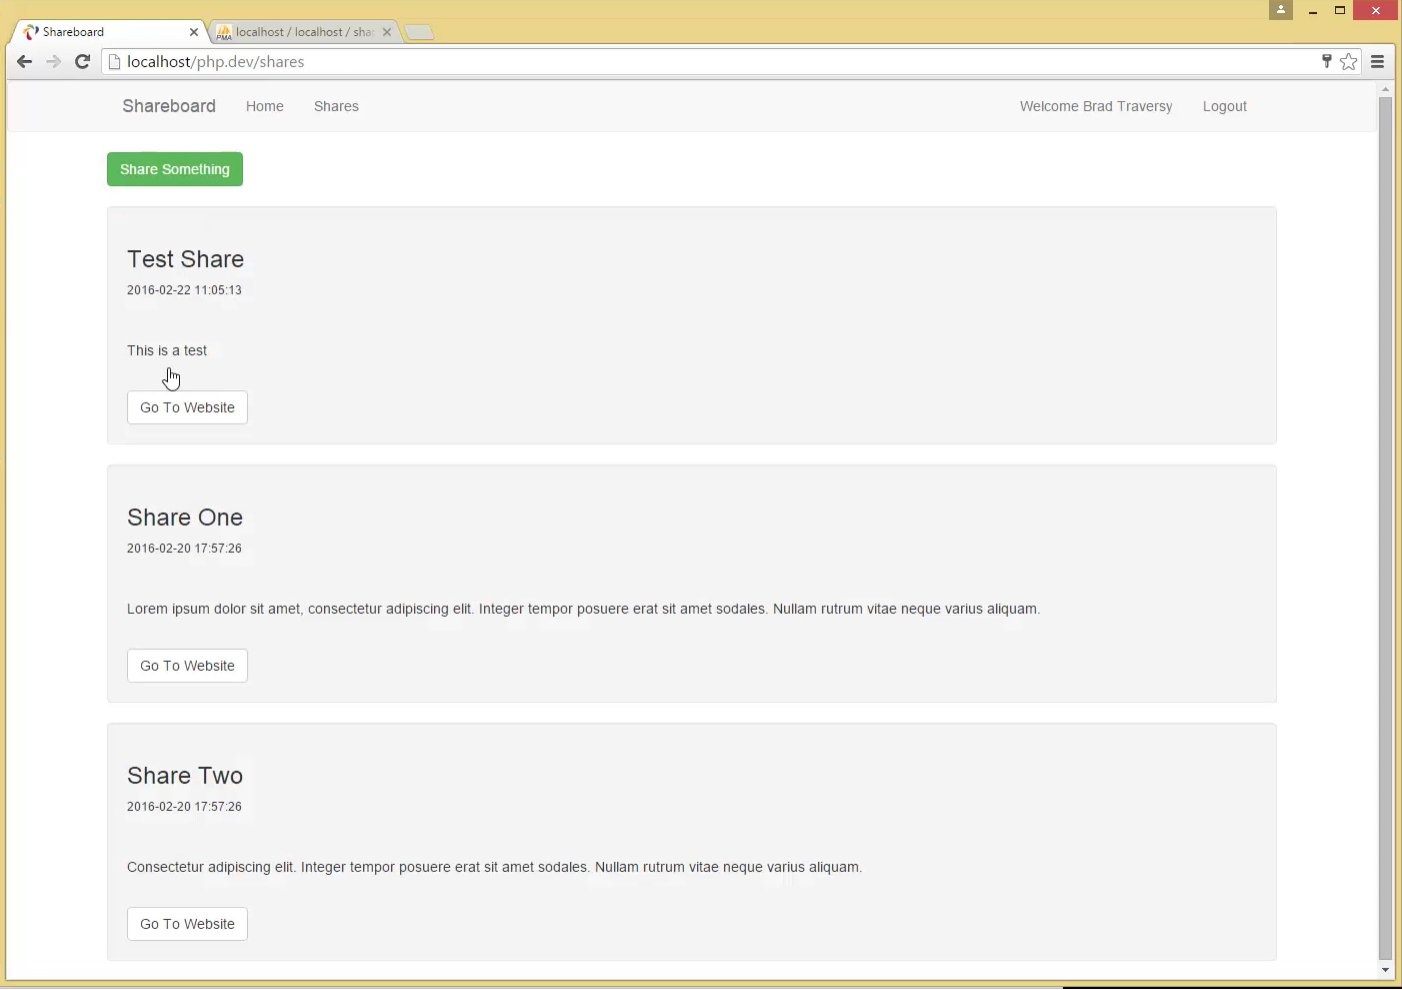 Shareboard
localhost / localhost / sha
localhost/php.dev/shares
Shareboard Home Shares Welcome Brad Traversy Logout
Share Something
Test Share
2016-02-22 11:05:13
This is a test
Go To Website
Share One
2016-02-20 17:57:26
Lorem ipsum dolor sit amet, consectetur adipiscing elit. Integer tempor posuere erat sit amet sodales. Nullam rutrum vitae neque varius aliquam.
Go To Website
Share Two
2016-02-20 17:57:26
Consectetur adipiscing elit. Integer tempor posuere erat sit amet sodales. Nullam rutrum vitae neque varius aliquam.
Go To Website